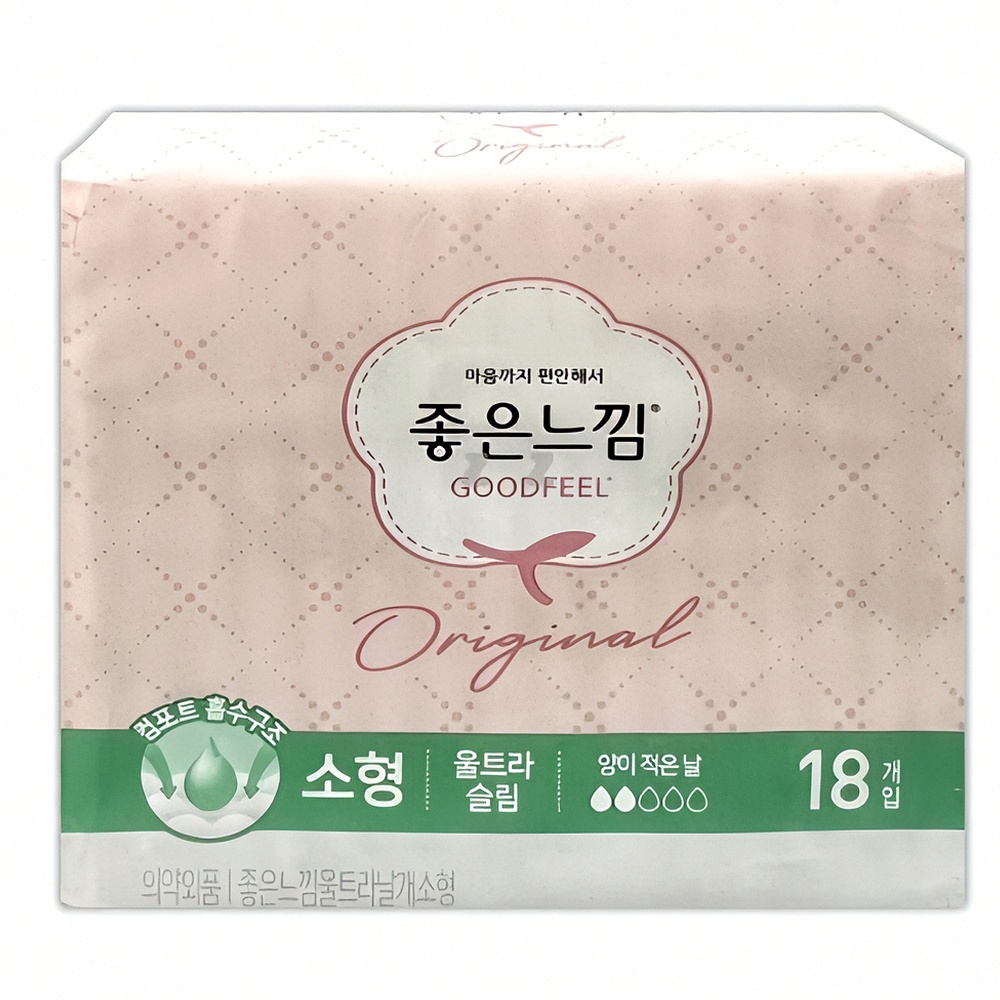 Original
마음까지 편안해서
좋은느낌
GOODFEEL
Original
컴포트 흡수구조
소형
울트라
슬림
양이 적은 날
18개입
의약외품 | 좋은느낌울트라날개소형